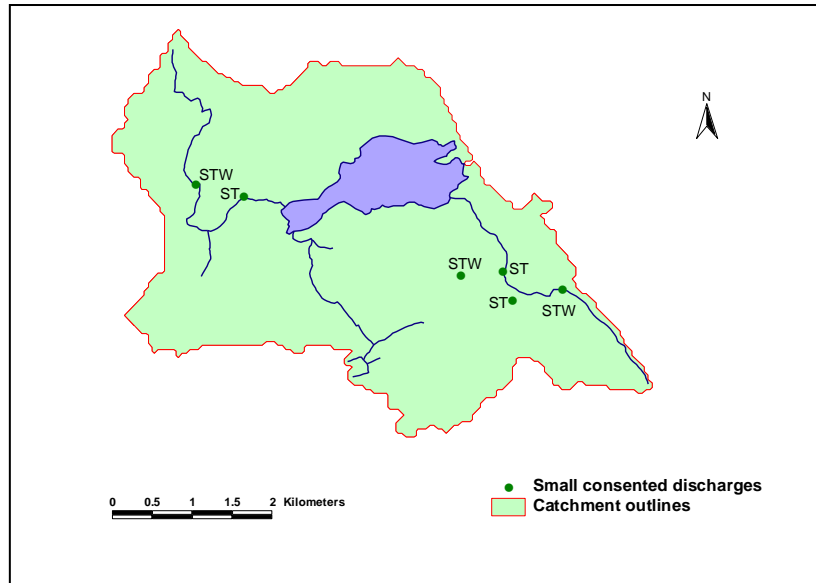 N
STW
ST
STW
ST
ST
STW
Small consented discharges
Catchment outlines
0 0.5 1 1.5 2 Kilometers